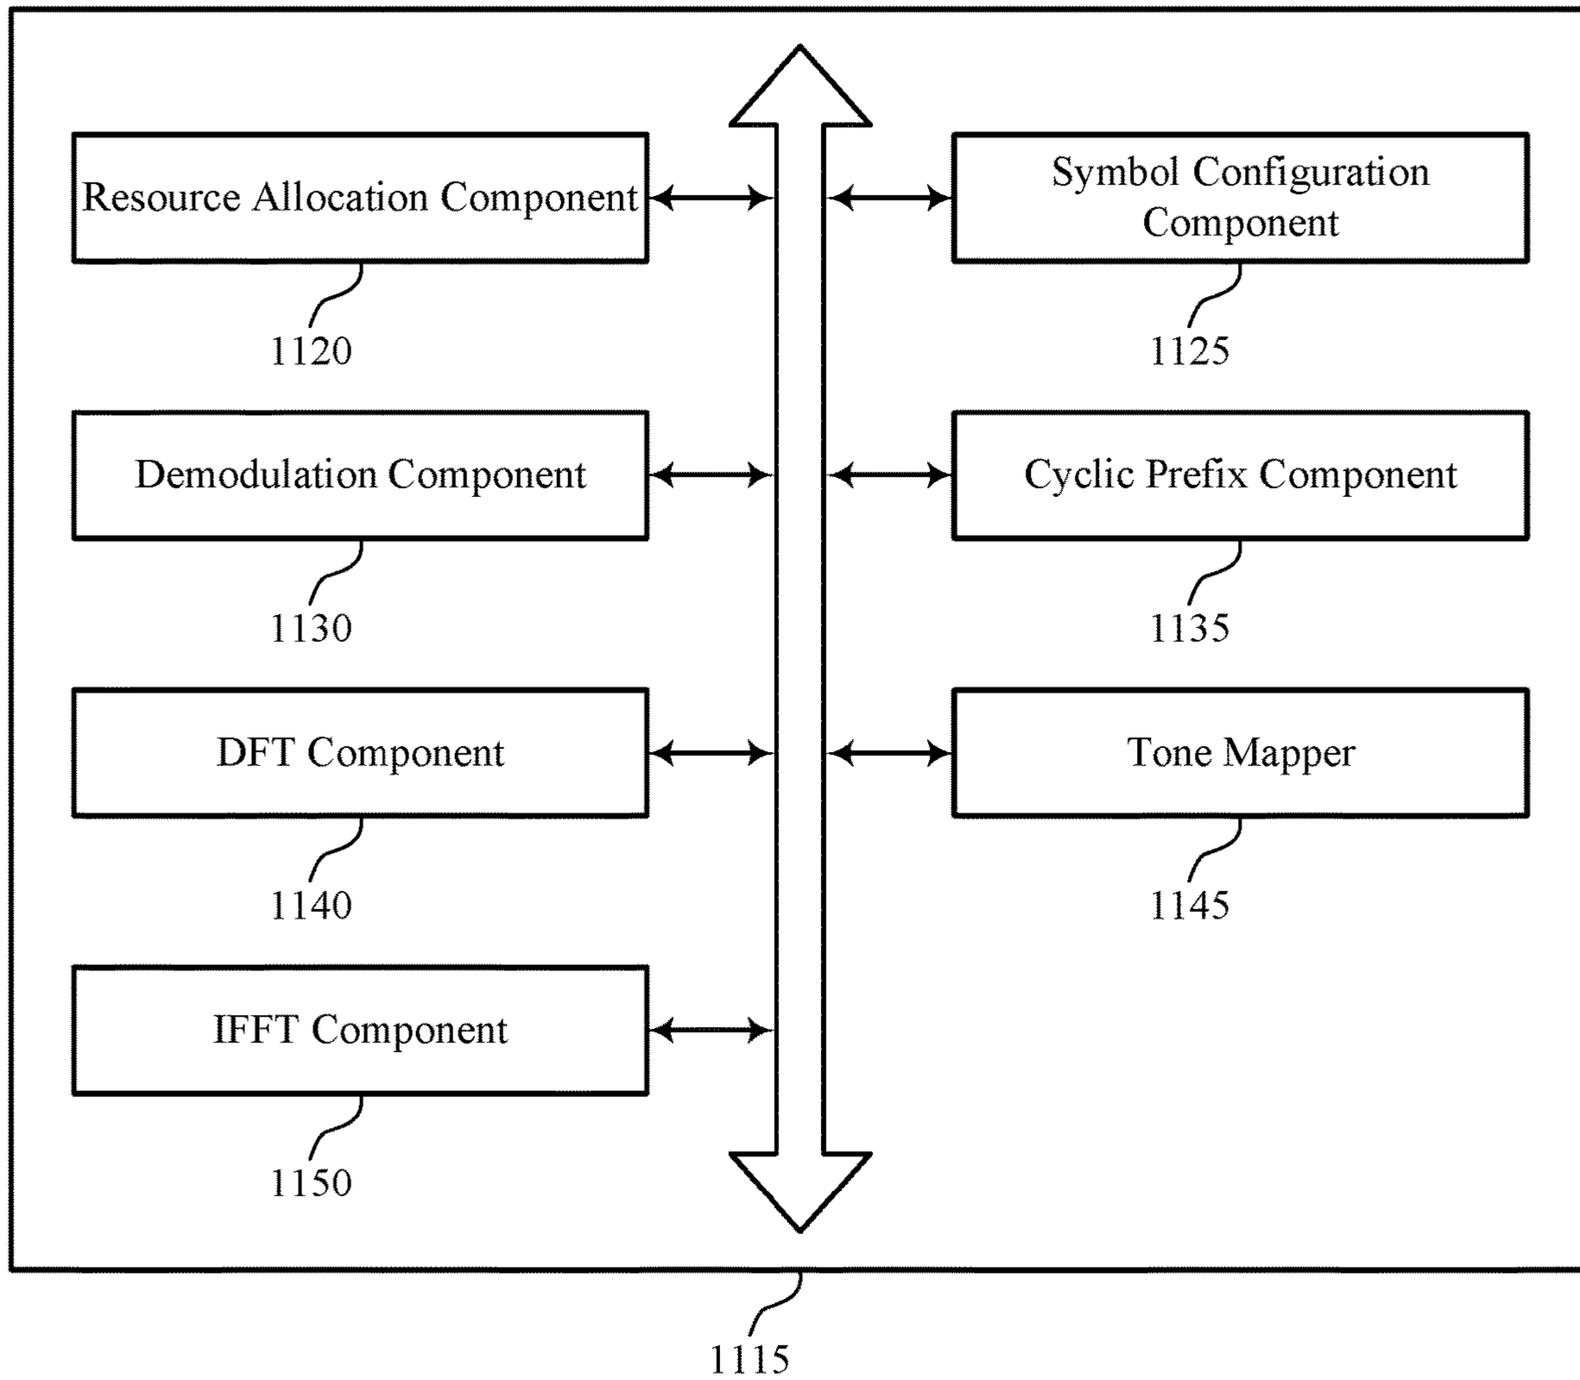 Resource Allocation Component
1120
Symbol Configuration
Component
1125
Demodulation Component
1130
Cyclic Prefix Component
1135
DFT Component
1140
Tone Mapper
1145
IFFT Component
1150
1115